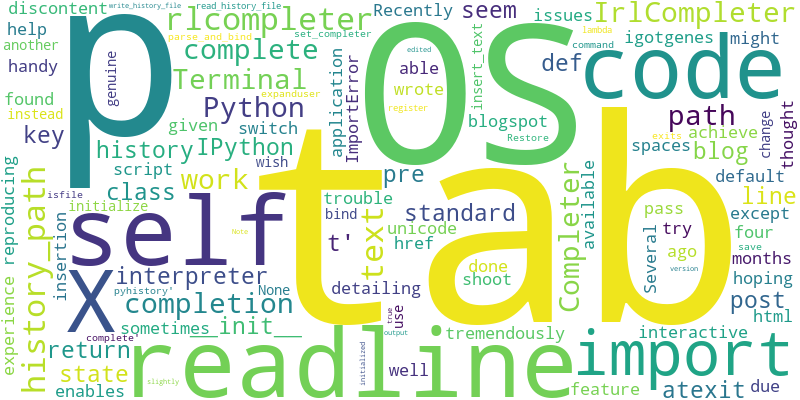 discontent
write_history_file
read_history_file
Recently
seem
issues
IrlCompleter
help
another
rlcompleter
parse_and_bind
set_completer
edited
lambda
igotgenes
might
handy
genuine
complete
able
command
p
os
code
def
Terminal
application
ImportError
insert_text
wrote
found
instead
Python
expanduser
register
blogspot
Restore
path
change
thought
key
given
switch
history
IPython
wish
spaces
achieve
exits
blog
default
reproducing
isfile
script
pre
class
work
tab
Completer
available
line
experience
history_path
initialize
self
trouble
standard
pass
except
insertion
bind
text
unicode
try
four
Note
t'
href
Several
ago
save
x
interpreter
done
months
None
detailing
shoot
version
hoping
pyhistory'
completion
use
post
html
sometimes
__init__
true
tremendously
interactive
complete'
output
return
readline
import
initialized
well
state
slightly
feature
atexit
due
enables